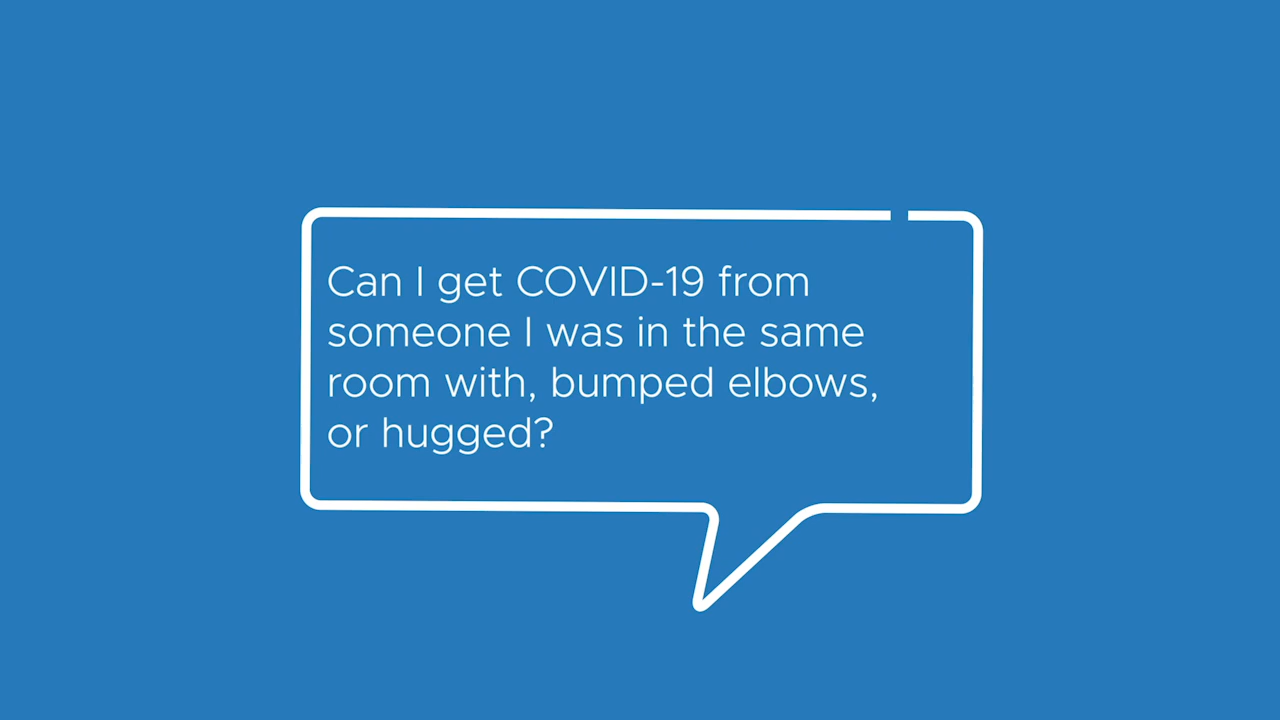 Can I get COVID-19 from
someone I was in the same
room with, bumped elbows,
or hugged?